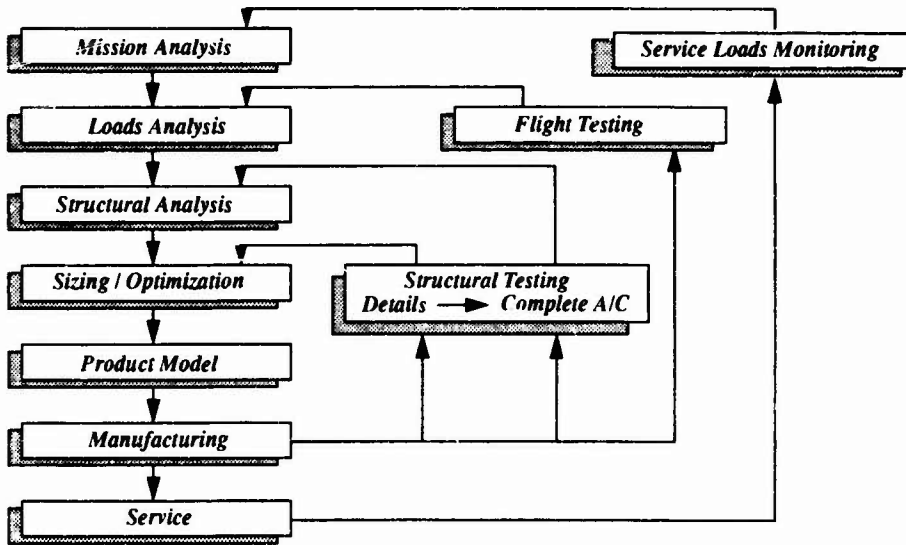 Mission Analysis
Service Loads Monitoring
Loads Analysis
Flight Testing
Structural Analysis
Sizing / Optimization
Structural Testing
Details Complete A/C
Product Model
Manufacturing
Service